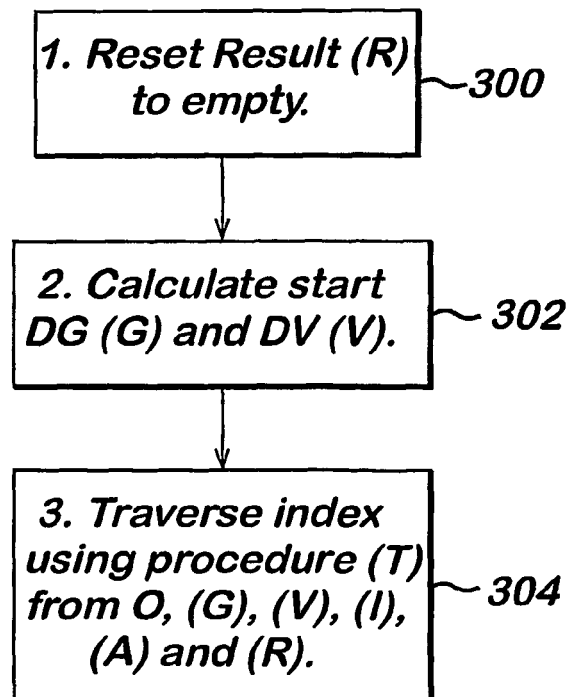 1. Reset Result (R)
to empty.
300
2. Calculate start
DG (G) and DV (V).
302
3. Traverse index
using procedure (T)
from O, (G), (V), (I),
(A) and (R).
304